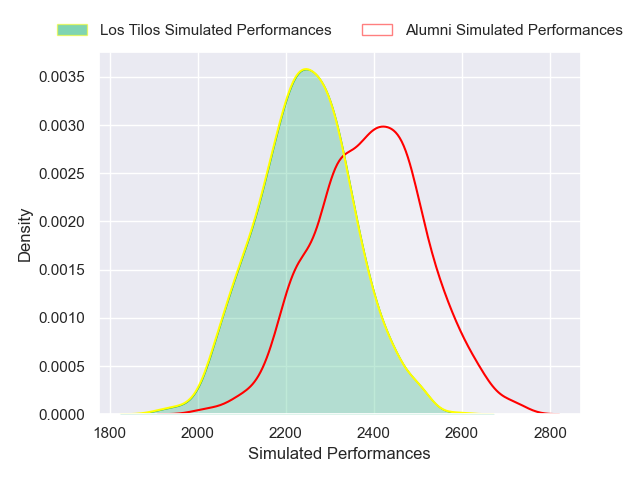 Los Tilos Simulated Performances
Alumni Simulated Performances
0.0035
0.0030
0.0025
0.0020
0.0015
0.0010
0.0005
0.0000
Density
1800 2000 2200 2400 2600 2800
Simulated Performances